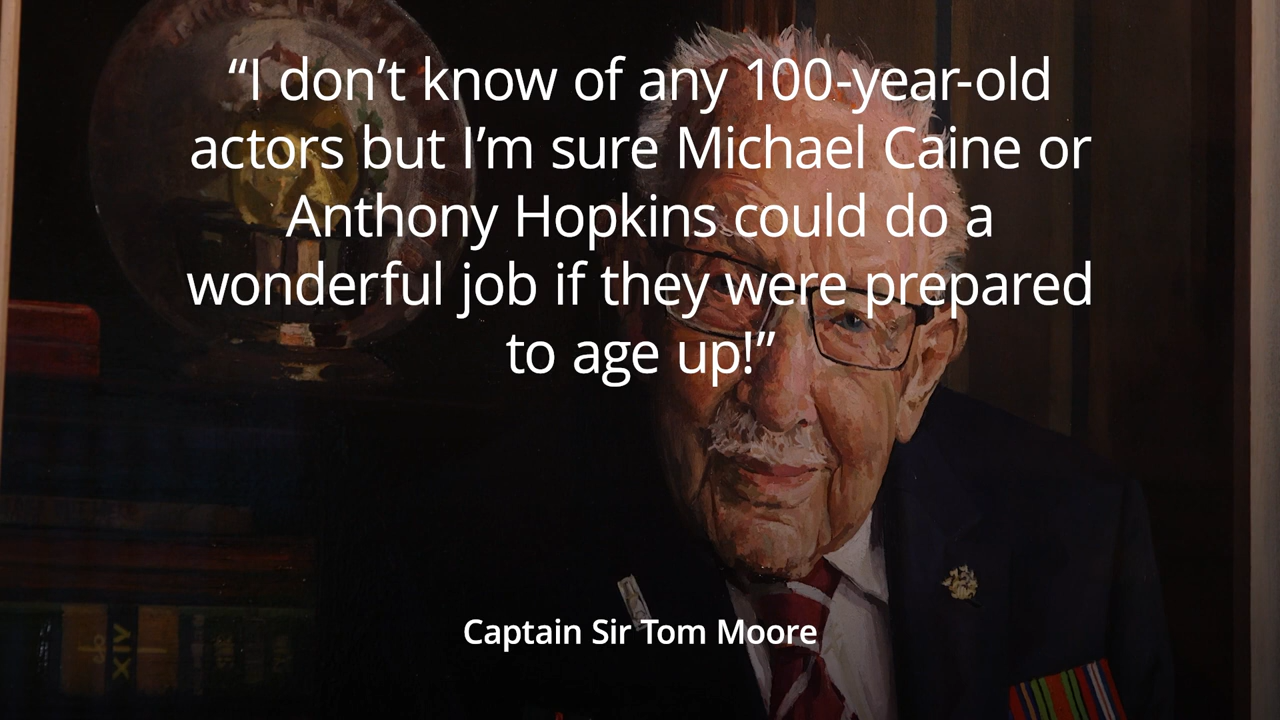 “I don’t know of any 100-year-old
actors but I’m sure Michael Caine or
Anthony Hopkins could do a
wonderful job if they were prepared
to age up!”
Captain Sir Tom Moore
XIV